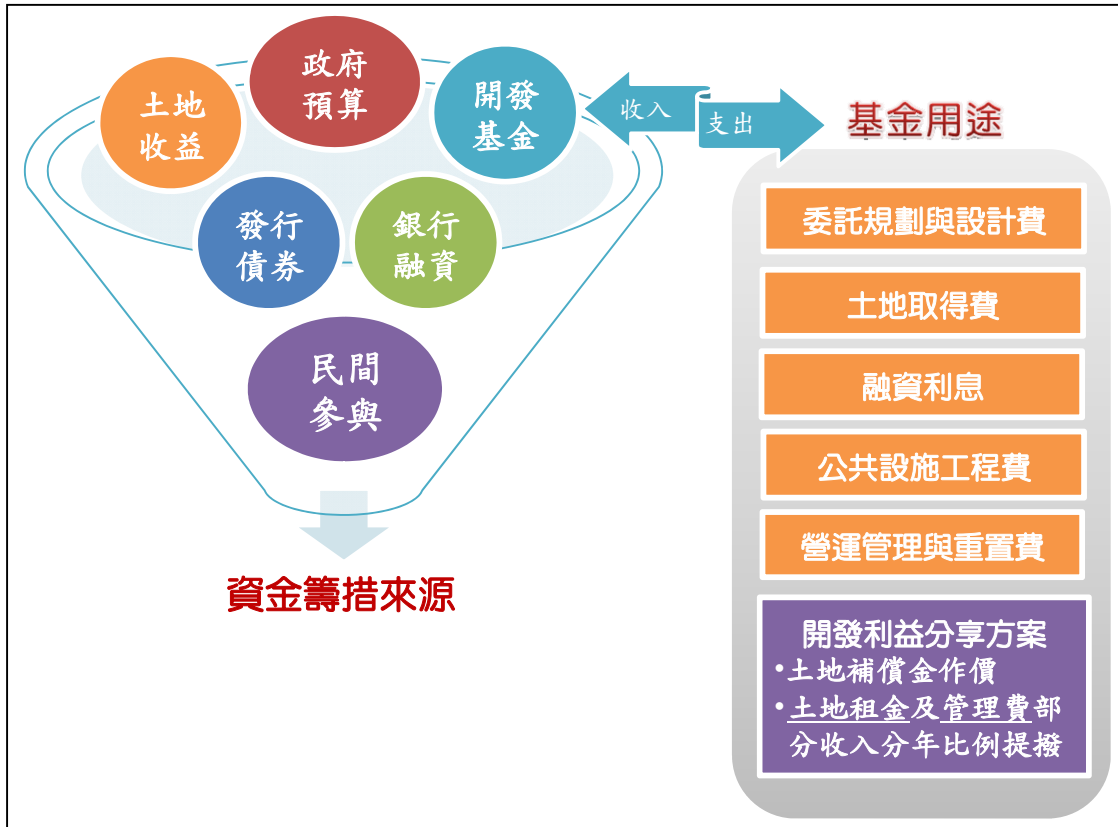 政府
預算
土地
收益
開發
基金
發行
債券
銀行
融資
民間
參與
資金籌措來源
收入
支出
基金用途
委託規劃與設計費
土地取得費
融資利息
公共設施工程費
營運管理與重置費
開發利益分享方案
•土地補償金作價
•土地租金及管理費部
分收入分年比例提撥